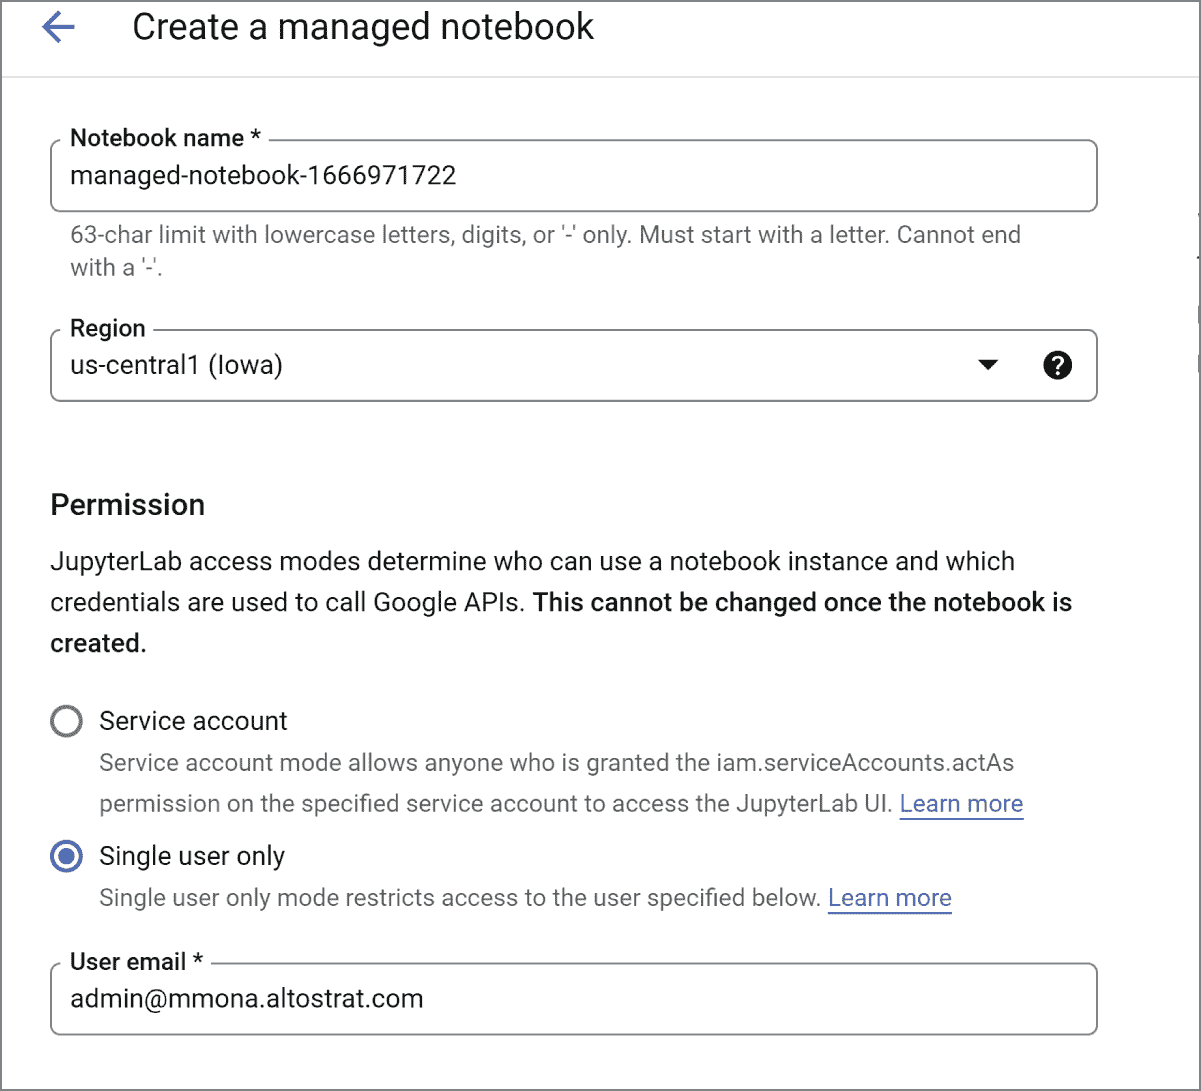 Create a managed notebook
Notebook name *
managed-notebook-1666971722
63-char limit with lowercase letters, digits, or '-' only. Must start with a letter. Cannot end
with a '-'.
Region
us-central1 (Iowa)
?
Permission
JupyterLab access modes determine who can use a notebook instance and which
credentials are used to call Google APIs. This cannot be changed once the notebook is
created.
Service account
Service account mode allows anyone who is granted the iam.serviceAccounts.actAs
permission on the specified service account to access the JupyterLab UI. Learn more
Single user only
Single user only mode restricts access to the user specified below. Learn more
User email *
admin@mmona.altostrat.com